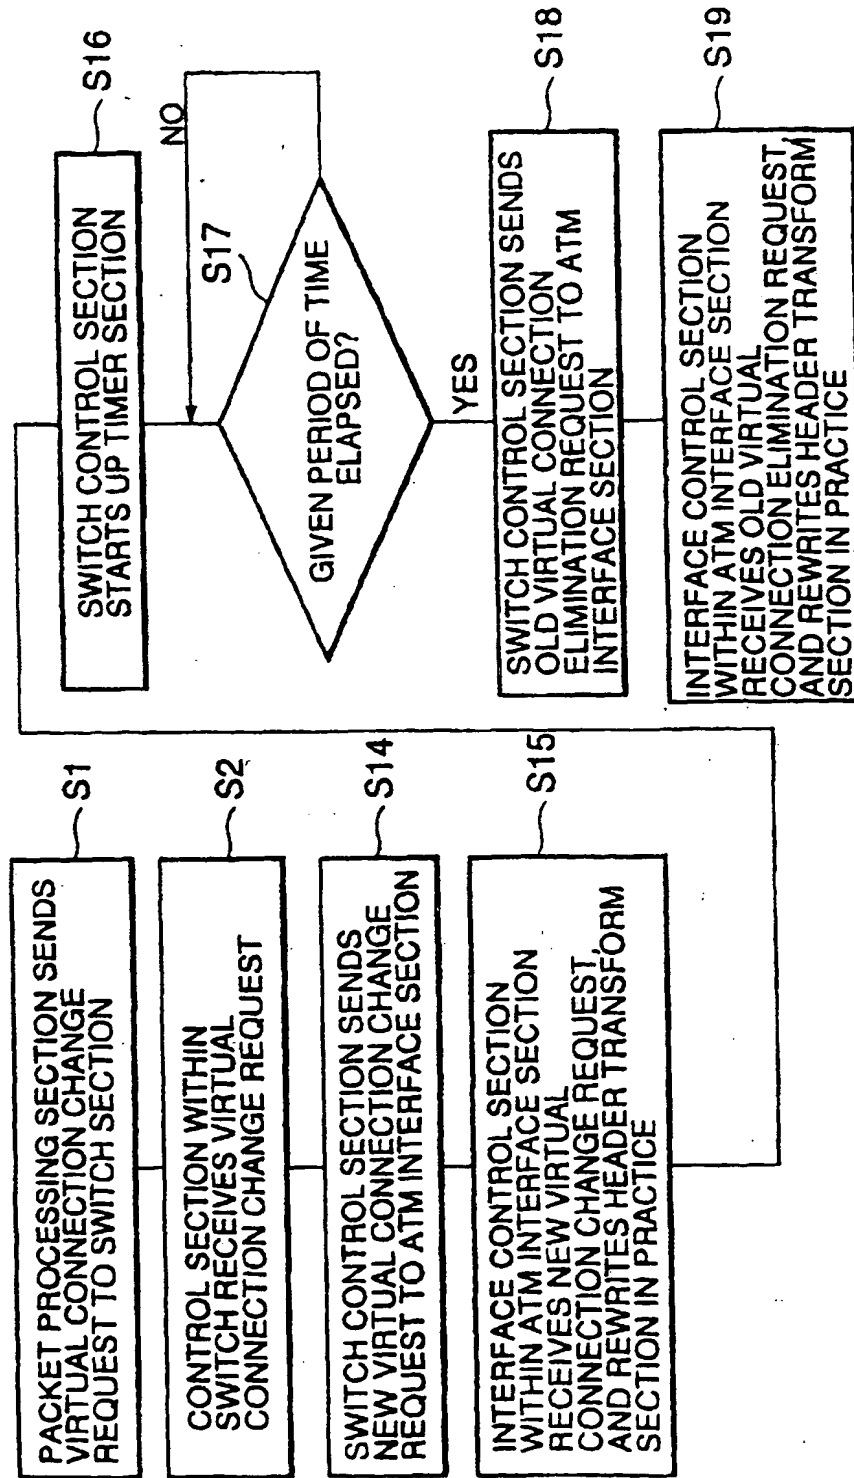 PACKET PROCESSING SECTION SENDS
VIRTUAL CONNECTION CHANGE
REQUEST TO SWITCH SECTION
S1
CONTROL SECTION WITHIN
SWITCH RECEIVES VIRTUAL
CONNECTION CHANGE REQUEST
S2
SWITCH CONTROL SECTION SENDS
NEW VIRTUAL CONNECTION CHANGE
REQUEST TO ATM INTERFACE SECTION
S14
INTERFACE CONTROL SECTION
WITHIN ATM INTERFACE SECTION
RECEIVES NEW VIRTUAL
CONNECTION CHANGE REQUEST,
AND REWRITES HEADER TRANSFORM
SECTION IN PRACTICE
S15
SWITCH CONTROL SECTION
STARTS UP TIMER SECTION
S16
NO
S17
GIVEN PERIOD OF TIME
ELAPSED?
YES
SWITCH CONTROL SECTION SENDS
OLD VIRTUAL CONNECTION
ELIMINATION REQUEST TO ATM
INTERFACE SECTION
S18
INTERFACE CONTROL SECTION
WITHIN ATM INTERFACE SECTION
RECEIVES OLD VIRTUAL
CONNECTION ELIMINATION REQUEST,
AND REWRITES HEADER TRANSFORM
SECTION IN PRACTICE
S19